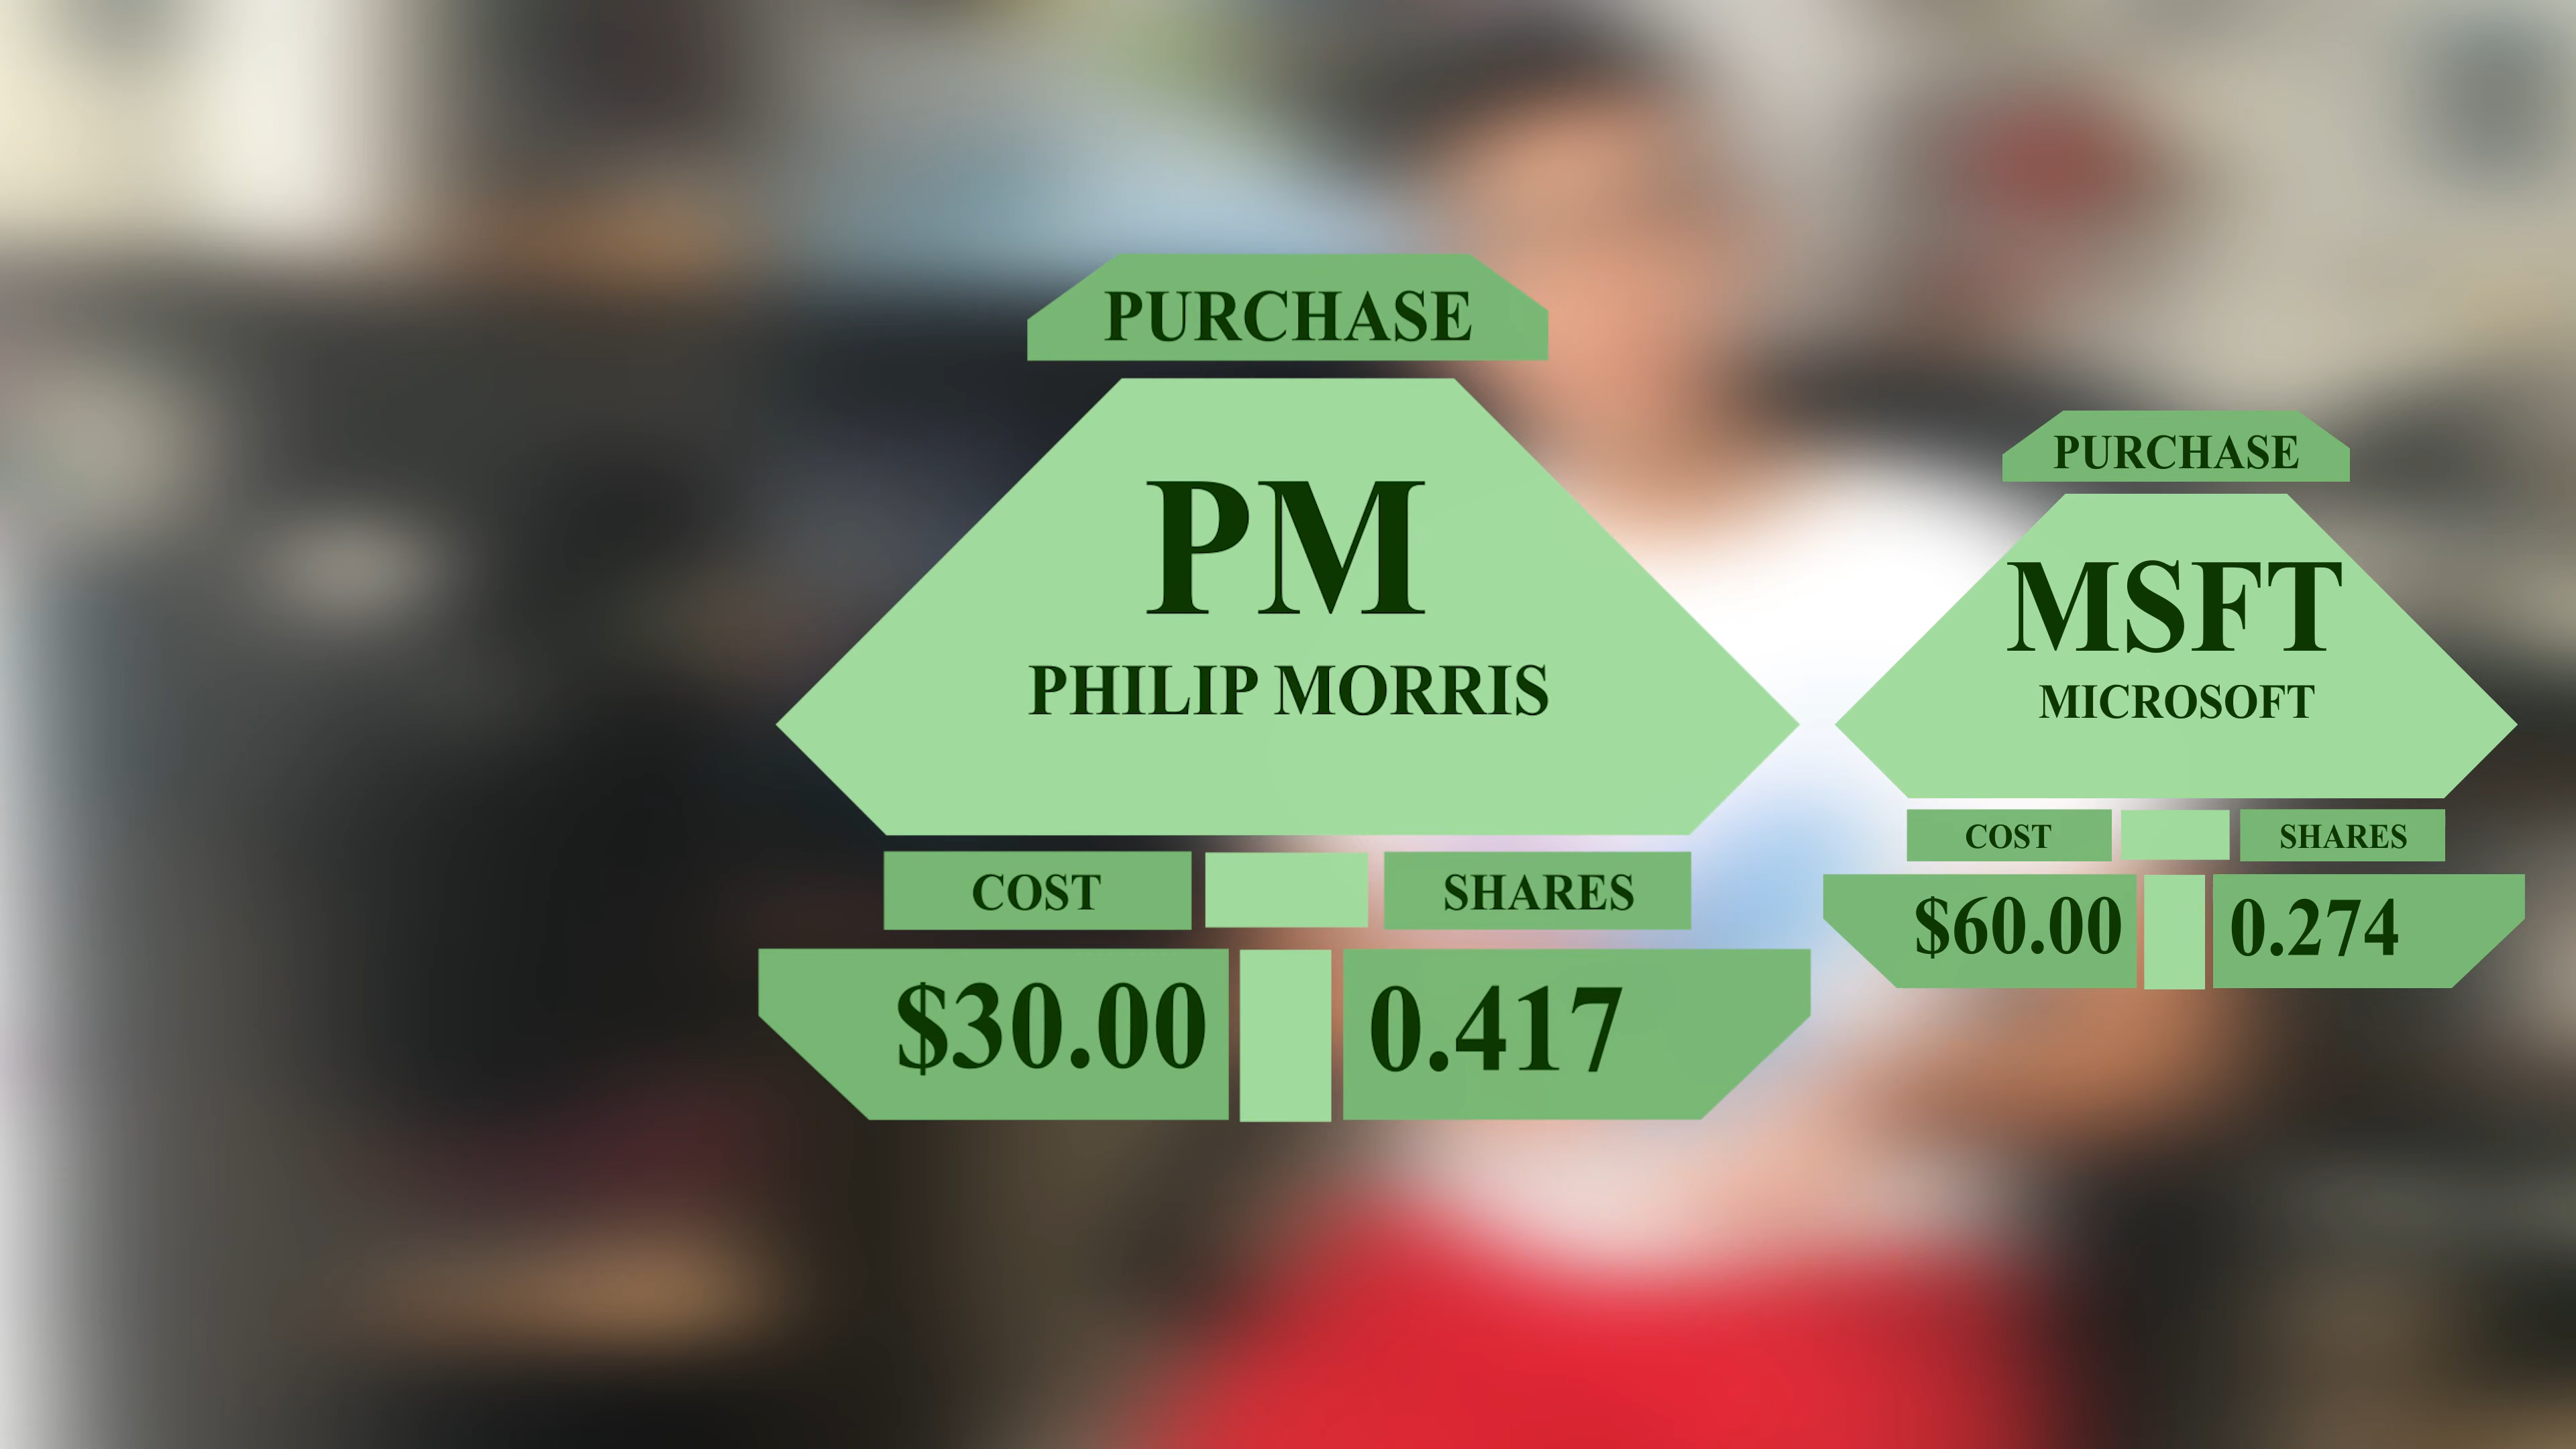 PURCHASE
PM
PHILIP MORRIS
COST
SHARES
$30.00
0.417
PURCHASE
MSFT
MICROSOFT
COST
SHARES
$60.00
0.274